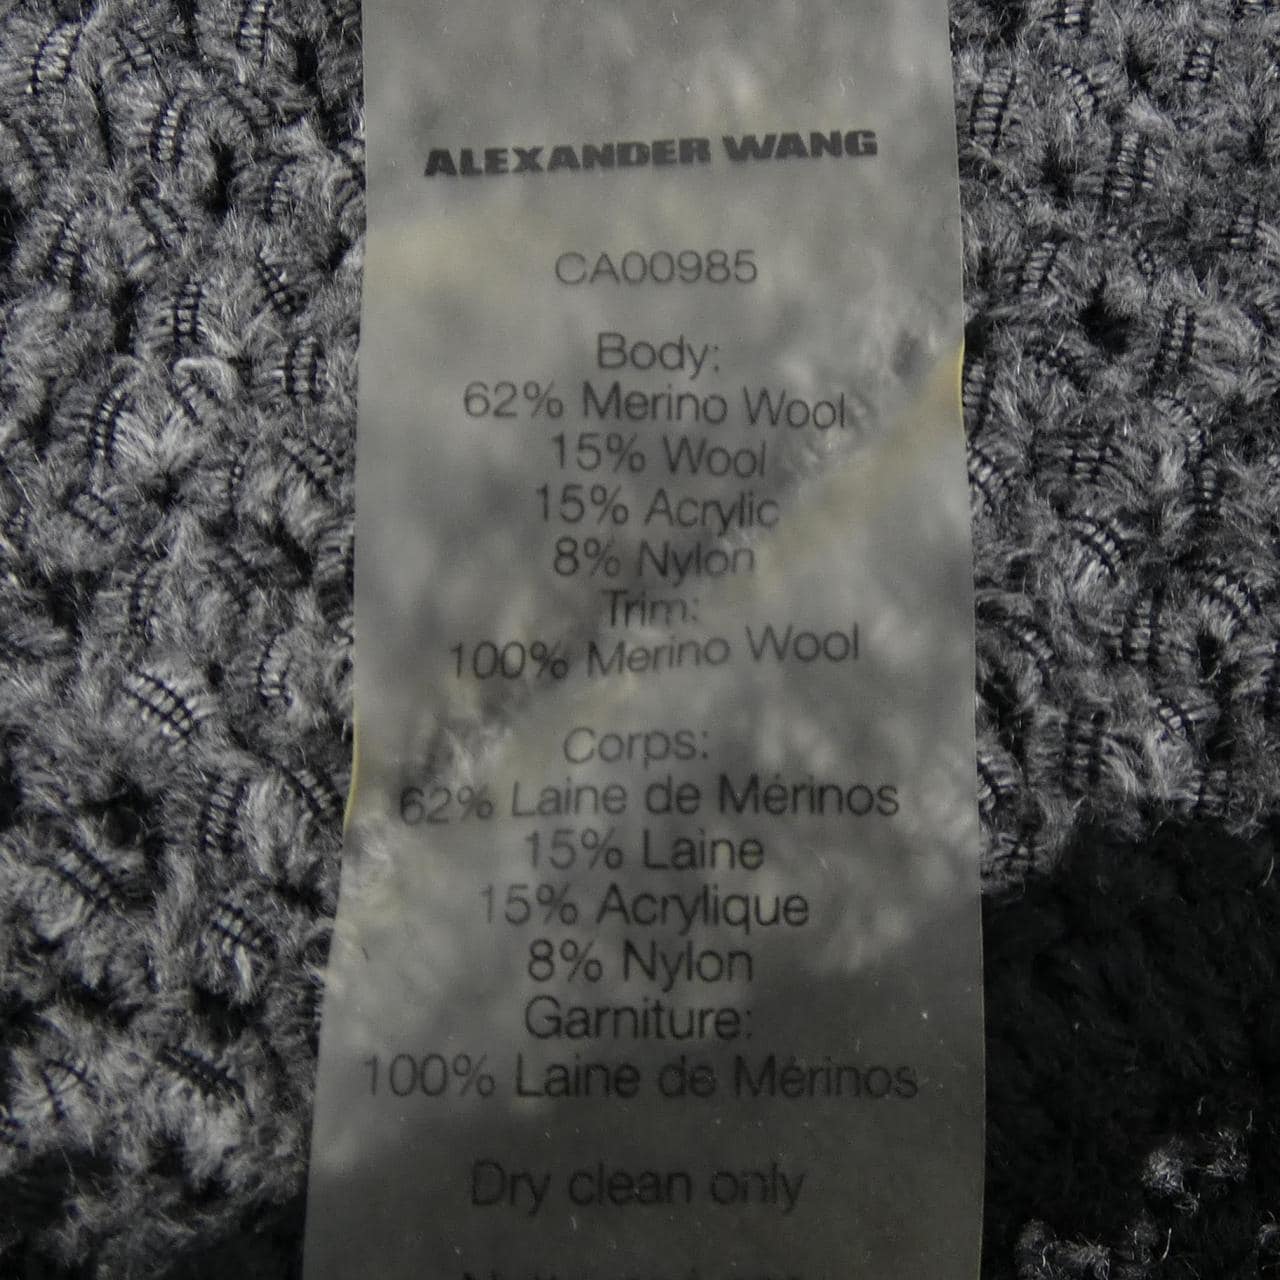 ALEXANDER WANG
CA00985
Body:
62% Merino Wool
15% Wool
15% Acrylic
8% Nylon
Trim:
100% Merino Wool
Corps:
62% Laine de Mérinos
15% Laine
15% Acrylique
8% Nylon
Garniture:
100% Laine de Mérinos
Dry clean only